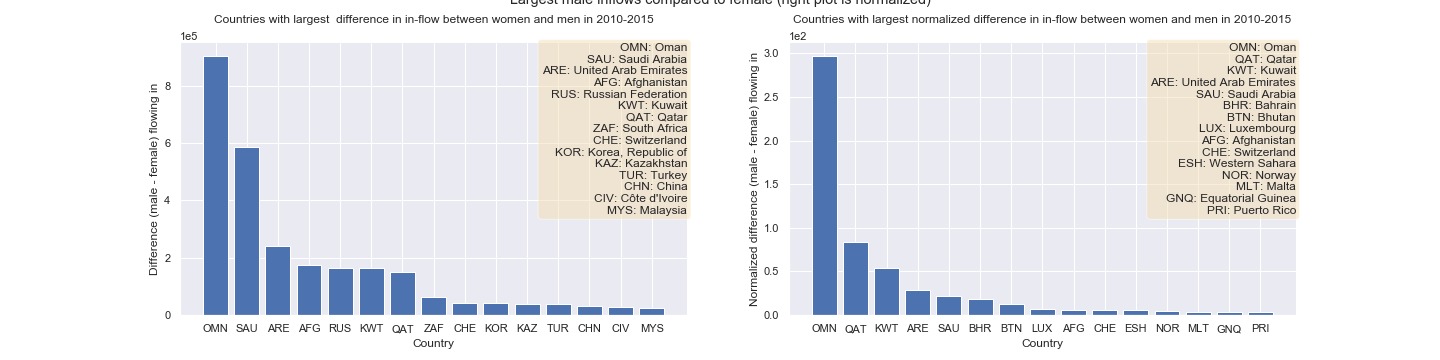 Largest male inflows compared to female (right plot is normalized)
Countries with largest  difference in in-flow between women and men in 2010-2015
1e5
8
6
4
2
0
Difference (male - female) flowing in
OMN: Oman
SAU: Saudi Arabia
ARE: United Arab Emirates
AFG: Afghanistan
RUS: Russian Federation
KWT: Kuwait
QAT: Qatar
ZAF: South Africa
CHE: Switzerland
KOR: Korea, Republic of
KAZ: Kazakhstan
TUR: Turkey
CHN: China
CIV: Côte d'Ivoire
MYS: Malaysia
OMN SAU ARE AFG RUS KWT QAT ZAF CHE KOR KAZ TUR CHN CIV MYS
Country
Countries with largest normalized difference in in-flow between women and men in 2010-2015
1e2
3.0
2.5
2.0
1.5
1.0
0.5
0.0
Normalized difference (male - female) flowing in
OMN: Oman
QAT: Qatar
KWT: Kuwait
ARE: United Arab Emirates
SAU: Saudi Arabia
BHR: Bahrain
BTN: Bhutan
LUX: Luxembourg
AFG: Afghanistan
CHE: Switzerland
ESH: Western Sahara
NOR: Norway
MLT: Malta
GNQ: Equatorial Guinea
PRI: Puerto Rico
OMN QAT KWT ARE SAU BHR BTN LUX AFG CHE ESH NOR MLT GNQ PRI
Country